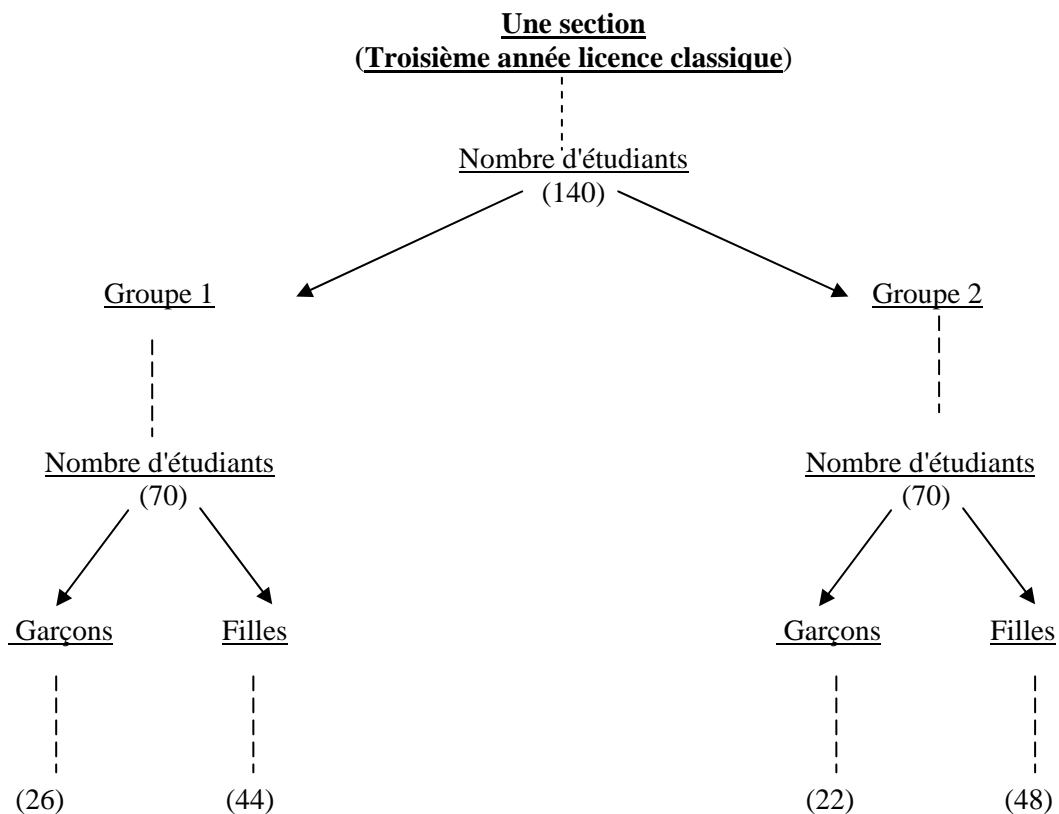 Une section
(Troisième année licence classique)
Nombre d'étudiants
(140)
Groupe 1 Groupe 2
Nombre d'étudiants Nombre d'étudiants
(70) (70)
Garçons Filles Garçons Filles
(26) (44) (22) (48)